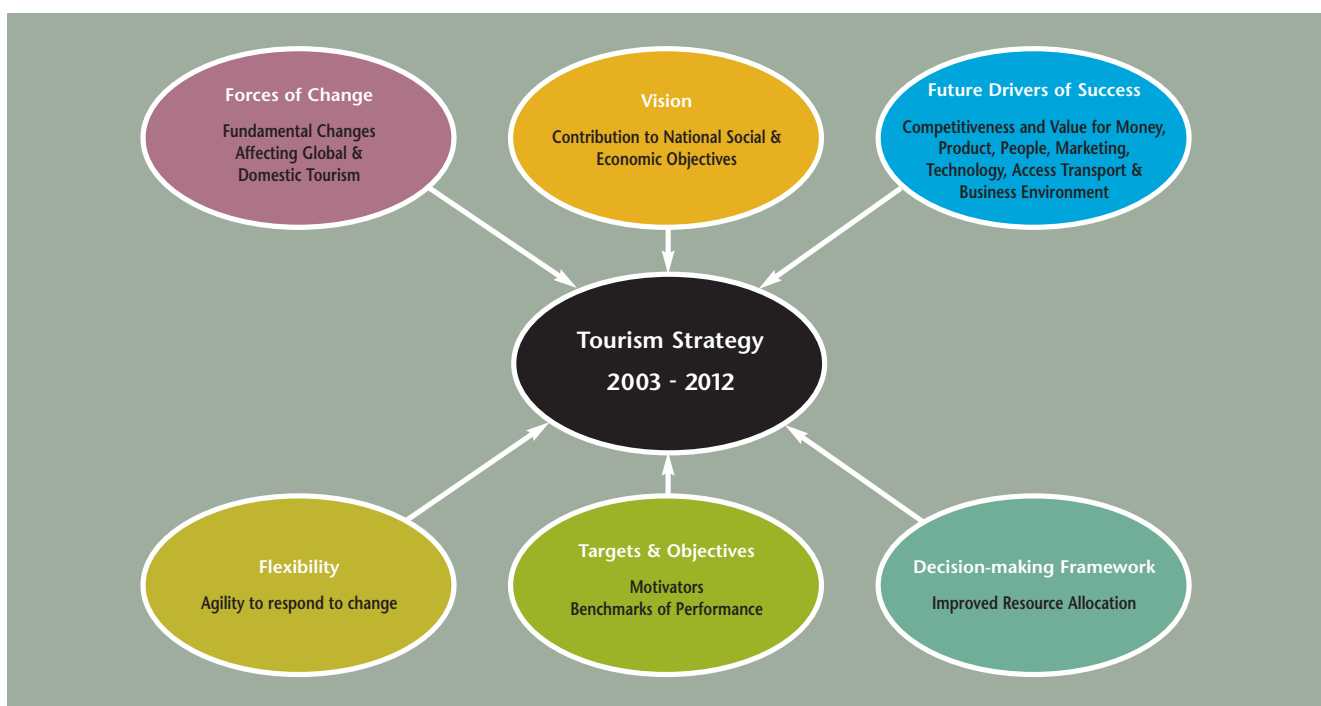 Forces of Change
Fundamental Changes
Affecting Global &
Domestic Tourism
Vision
Contribution to National Social &
Economic Objectives
Future Drivers of Success
Competitiveness and Value for Money,
Product, People, Marketing,
Technology, Access Transport &
Business Environment
Tourism Strategy
2003 - 2012
Flexibility
Agility to respond to change
Targets & Objectives
Motivators
Benchmarks of Performance
Decision-making Framework
Improved Resource Allocation